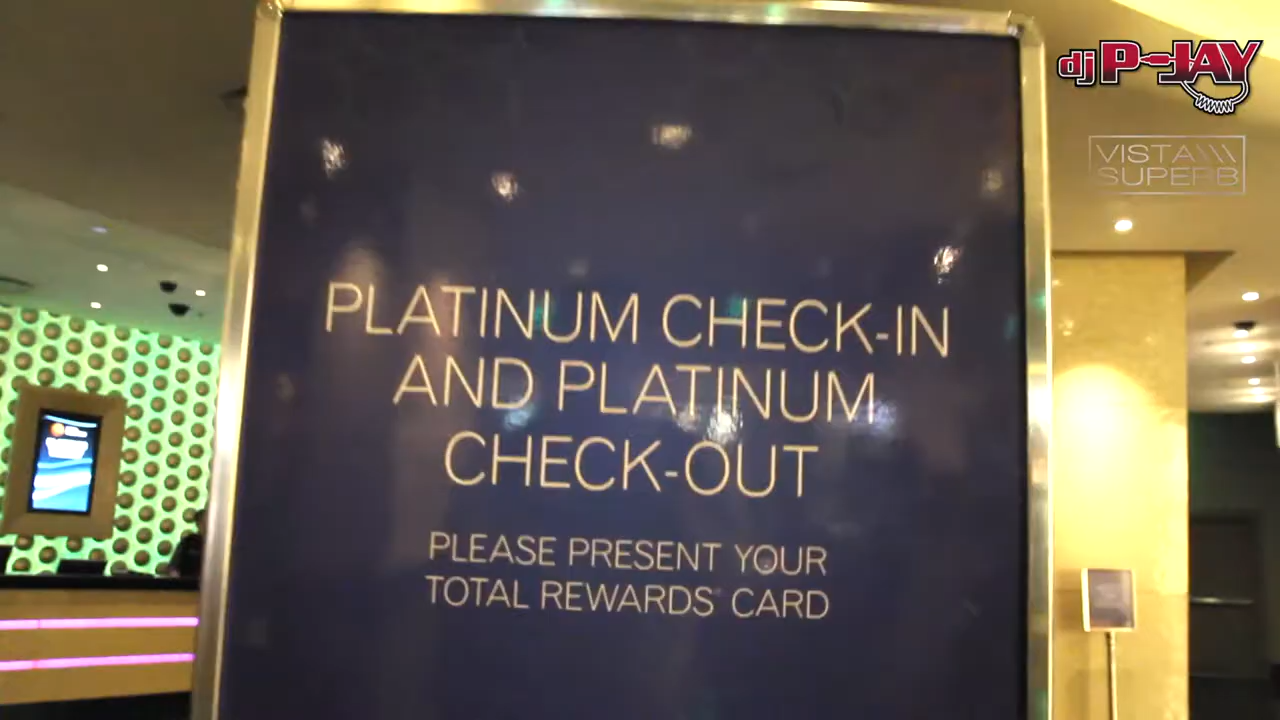 dj P-JAY
VISTA\\\
SUPERB
PLATINUM CHECK-IN
AND PLATINUM
CHECK-OUT
PLEASE PRESENT YOUR
TOTAL REWARDS CARD